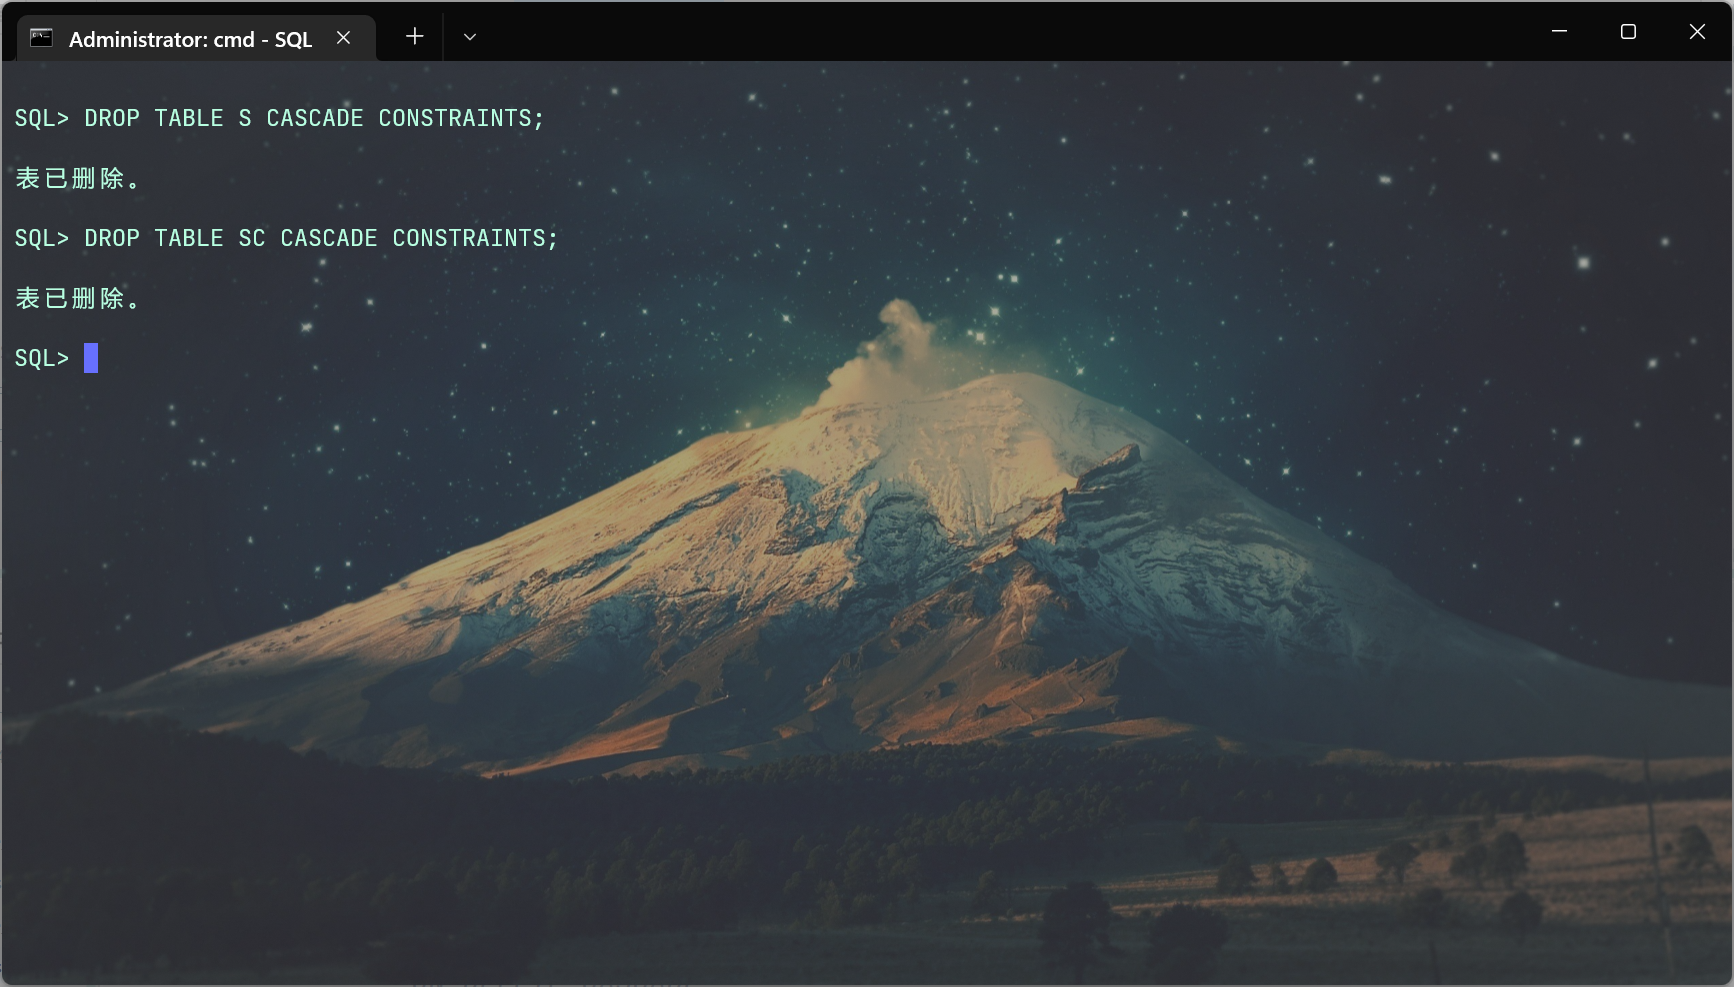 Administrator: cmd - SQL
SQL> DROP TABLE S CASCADE CONSTRAINTS;
表已删除。
SQL> DROP TABLE SC CASCADE CONSTRAINTS;
表已删除。
SQL>